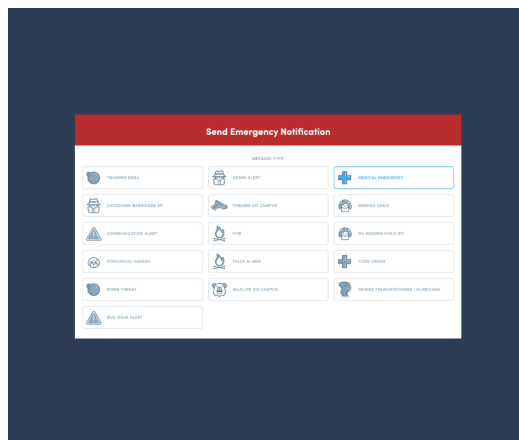 Send Emergency Notification
MESSAGE TYPE:
TRAINING DRILL
ADMIN ALERT
MEDICAL EMERGENCY
LOCKDOWN BARRICADE 911
FIREARM ON CAMPUS
MISSING CHILD
COMMUNICATION ALERT
FIRE
911 MISSING CHILD 911
POISONOUS HAZARD
FALSE ALARM
CODE GREEN
BOMB THREAT
WILDLIFE ON CAMPUS
SEVERE THUNDERSTORMS / HURRICANE
BUS ISSUE ALERT